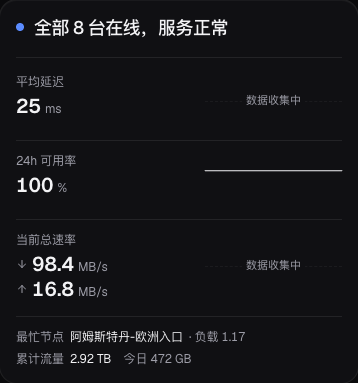 全部 8 台在线，服务正常
平均延迟
25 ms
数据收集中
24h 可用率
100 %
当前总速率
↓ 98.4 MB/s
↑ 16.8 MB/s
数据收集中
最忙节点 阿姆斯特丹-欧洲入口 · 负载 1.17
累计流量 2.92 TB 今日 472 GB